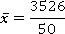 x̄ = 3526/50